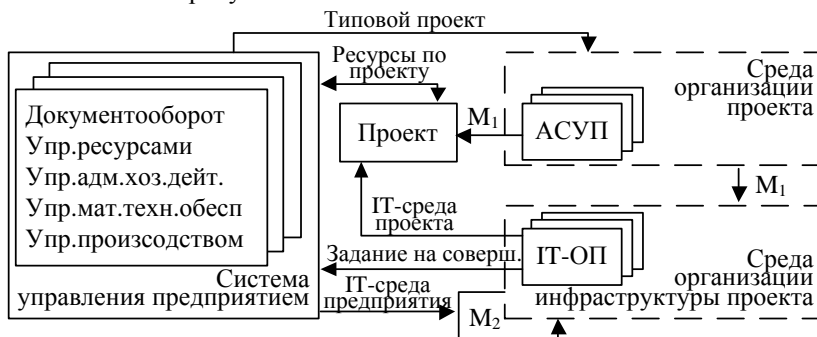 Типовой проект
Ресурсы по
проекту
Среда
организации
проекта
Документооборот
Упр.ресурсами
Упр.адм.хоз.дейт.
Упр.мат.техн.обесп
Упр.произсодством
Проект
M₁
АСУП
M₁
IT-среда
проекта
Задание на соверш.
IT-ОП
Система
управления предприятием
IT-среда
предприятия
M₂
Среда
организации
инфраструктуры проекта